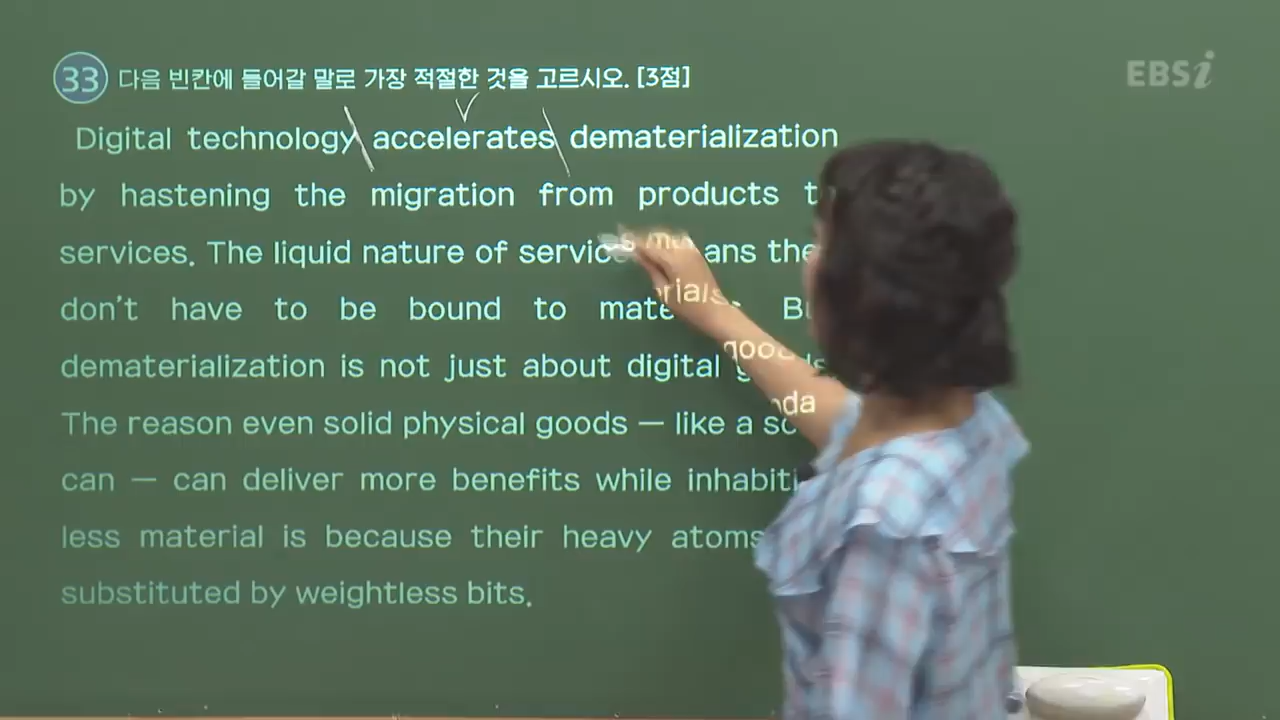 33 다음 빈칸에 들어갈 말로 가장 적절한 것을 고르시오. [3점]
EBSi
Digital technology accelerates dematerialization
by hastening the migration from products
services. The liquid nature of
don't have to be bound to
dematerialization is not just about digital
The reason even solid physical goods — like a
can — can deliver more benefits while
less material is because their heavy atoms
substituted by weightless bits.